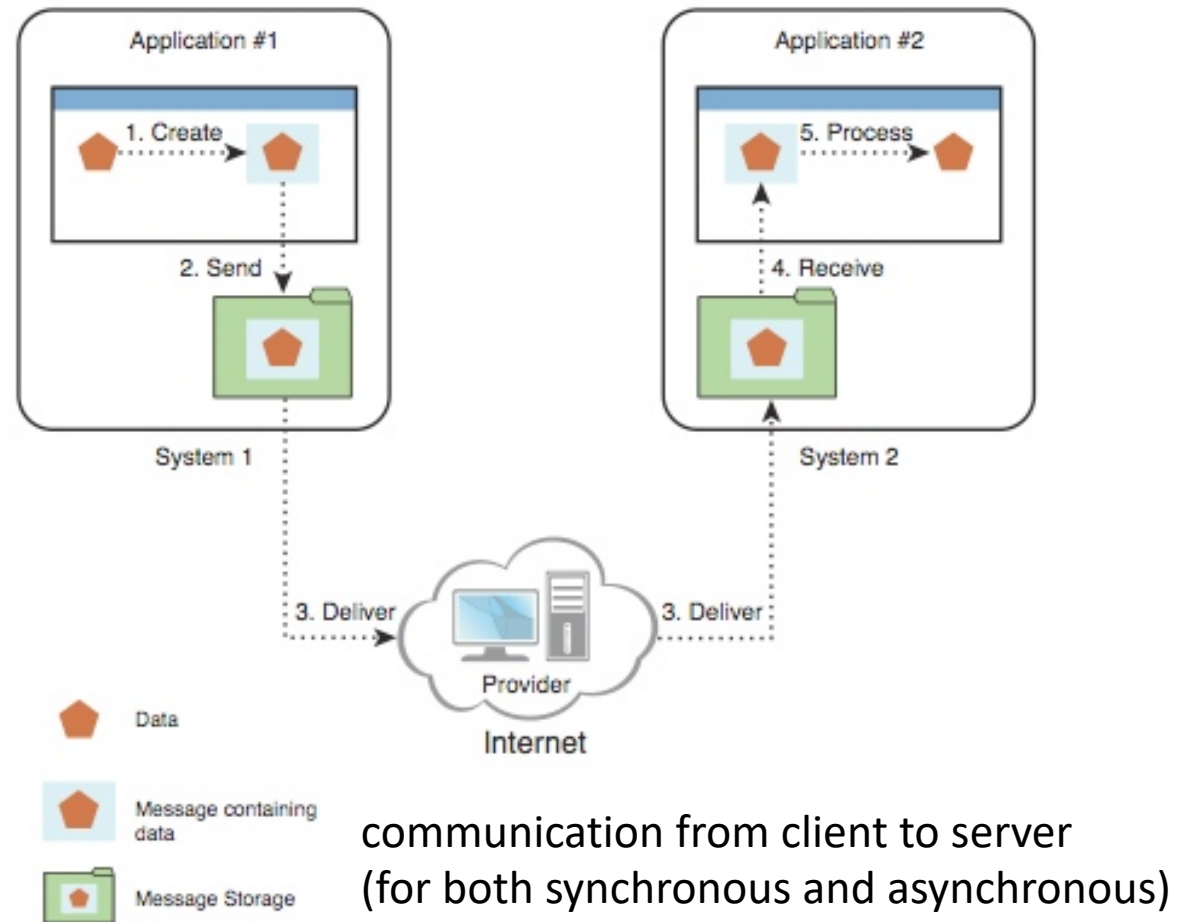 Application #1
Application #2
1. Create
5. Process
2. Send
4. Receive
System 1
System 2
3. Deliver
3. Deliver
Provider
Internet
Data
Message containing
data
Message Storage
communication from client to server
(for both synchronous and asynchronous)